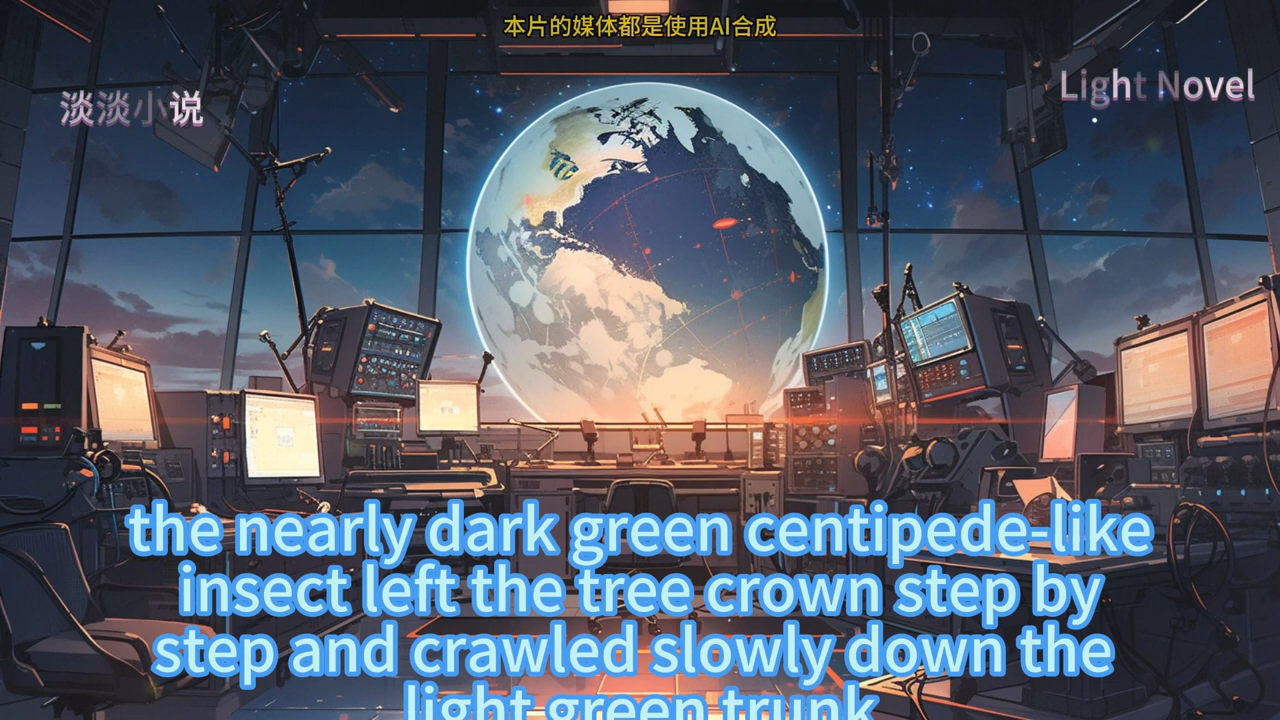 本片的媒体都是使用AI合成
淡淡小说
Light Novel
the nearly dark green centipede-like
insect left the tree crown step by
step and crawled slowly down the
light green trunk